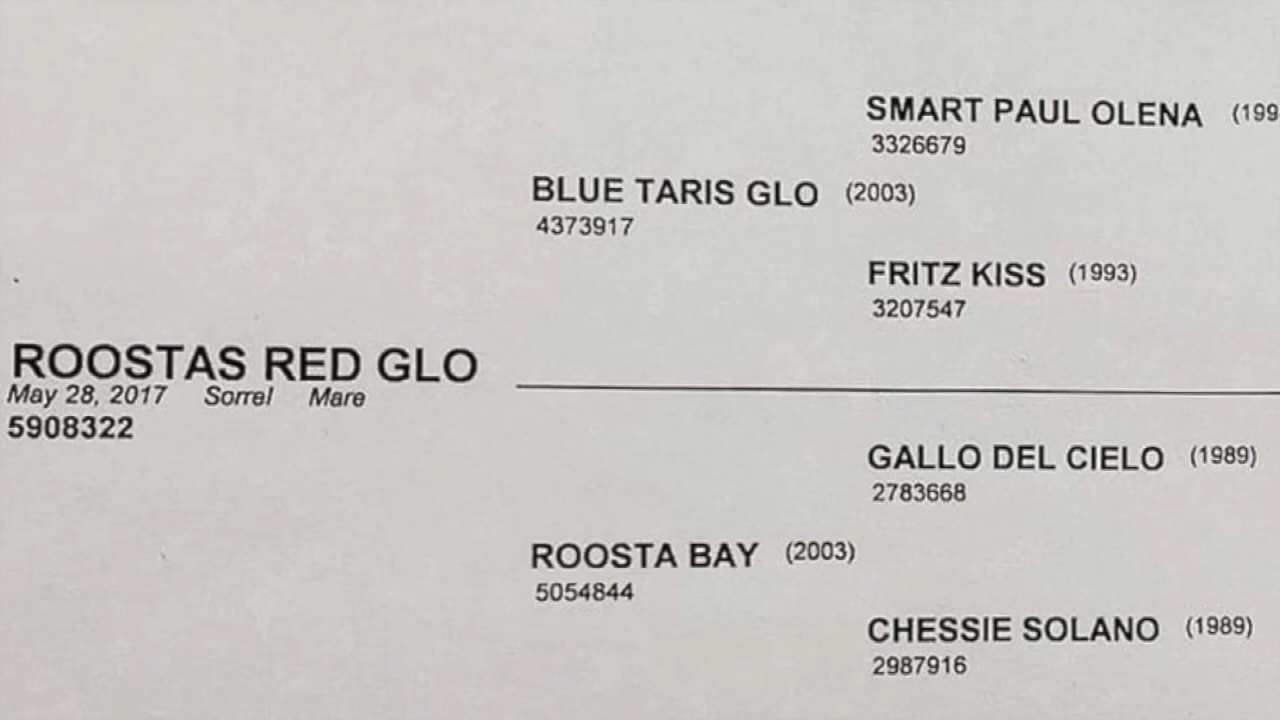 SMART PAUL OLENA (199
3326679
BLUE TARIS GLO (2003)
4373917
FRITZ KISS (1993)
3207547
ROOSTAS RED GLO
May 28, 2017 Sorrel Mare
5908322
GALLO DEL CIELO (1989)
2783668
ROOSTA BAY (2003)
5054844
CHESSIE SOLANO (1989)
2987916